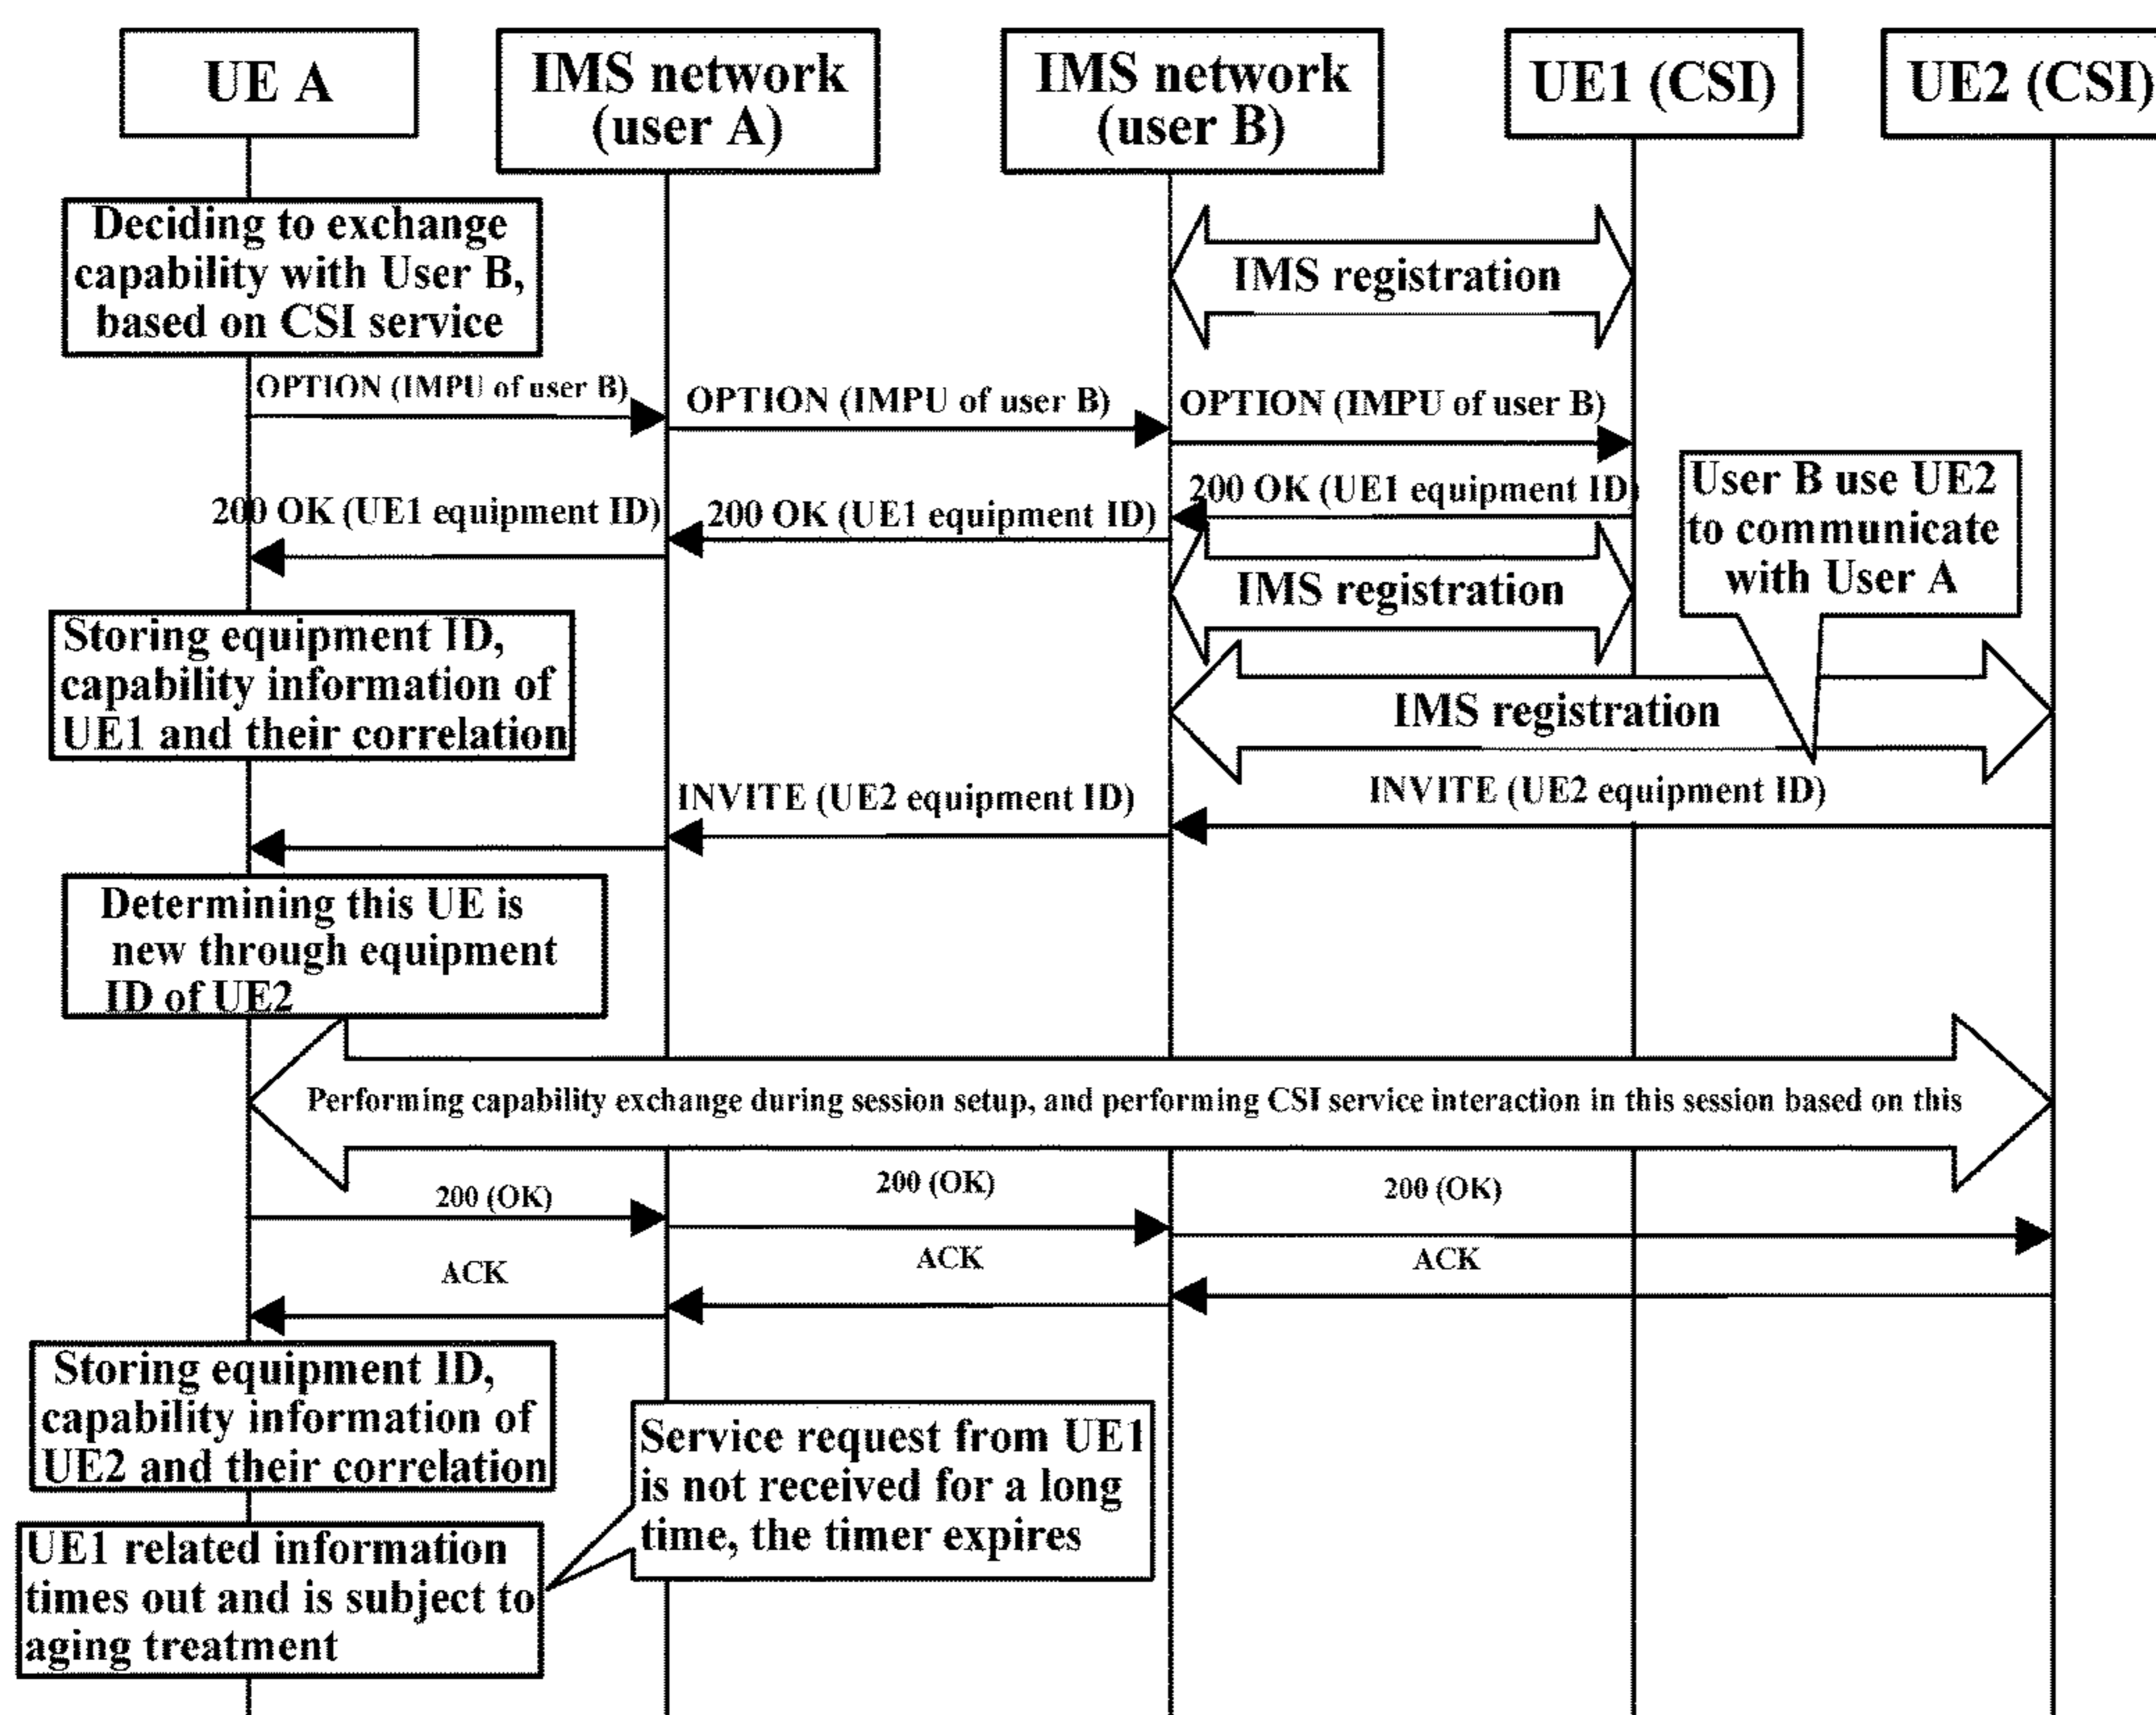 UE A
IMS network
(user A)
IMS network
(user B)
UE1 (CSI)
UE2 (CSI)
Deciding to exchange
capability with User B,
based on CSI service
IMS registration
OPTION (IMPU of user B)
OPTION (IMPU of user B)
OPTION (IMPU of user B)
200 OK (UE1 equipment ID)
200 OK (UE1 equipment ID)
200 OK (UE1 equipment ID)
User B use UE2
to communicate
with User A
IMS registration
Storing equipment ID,
capability information of
UE1 and their correlation
IMS registration
INVITE (UE2 equipment ID)
INVITE (UE2 equipment ID)
Determining this UE is
new through equipment
ID of UE2
Performing capability exchange during session setup, and performing CSI service interaction in this session based on this
200 (OK)
200 (OK)
200 (OK)
ACK
ACK
ACK
Storing equipment ID,
capability information of
UE2 and their correlation
Service request from UE1
is not received for a long
time, the timer expires
UE1 related information
times out and is subject to
aging treatment